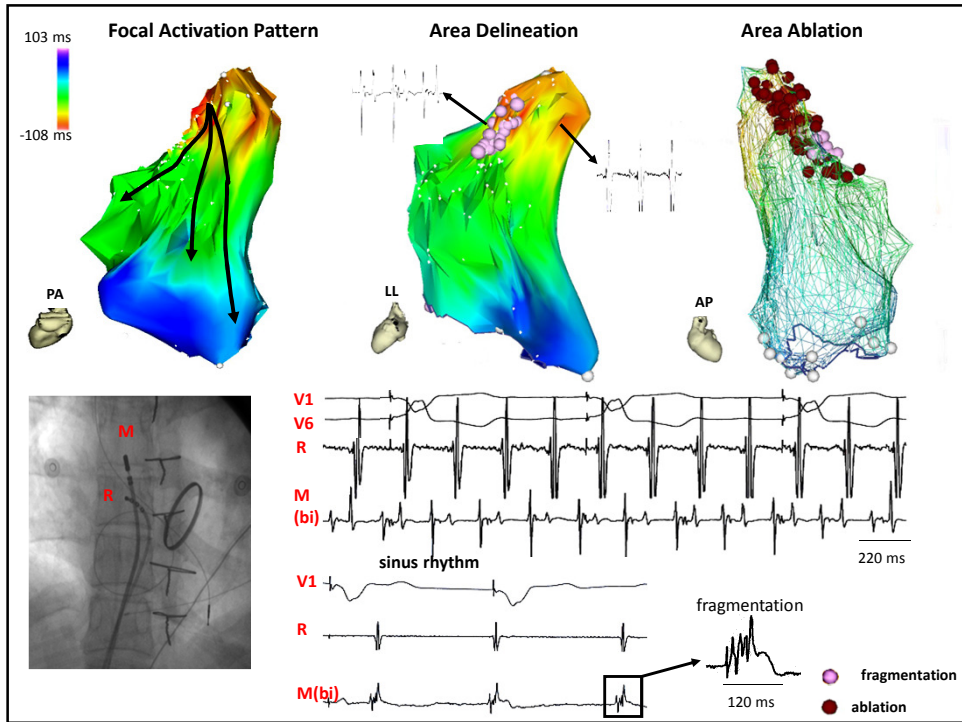 Focal Activation Pattern
Area Delineation
Area Ablation
103 ms
-108 ms
PA
LL
AP
M
R
V1
V6
R
M
(bi)
220 ms
sinus rhythm
V1
R
M(bi)
fragmentation
120 ms
fragmentation
ablation